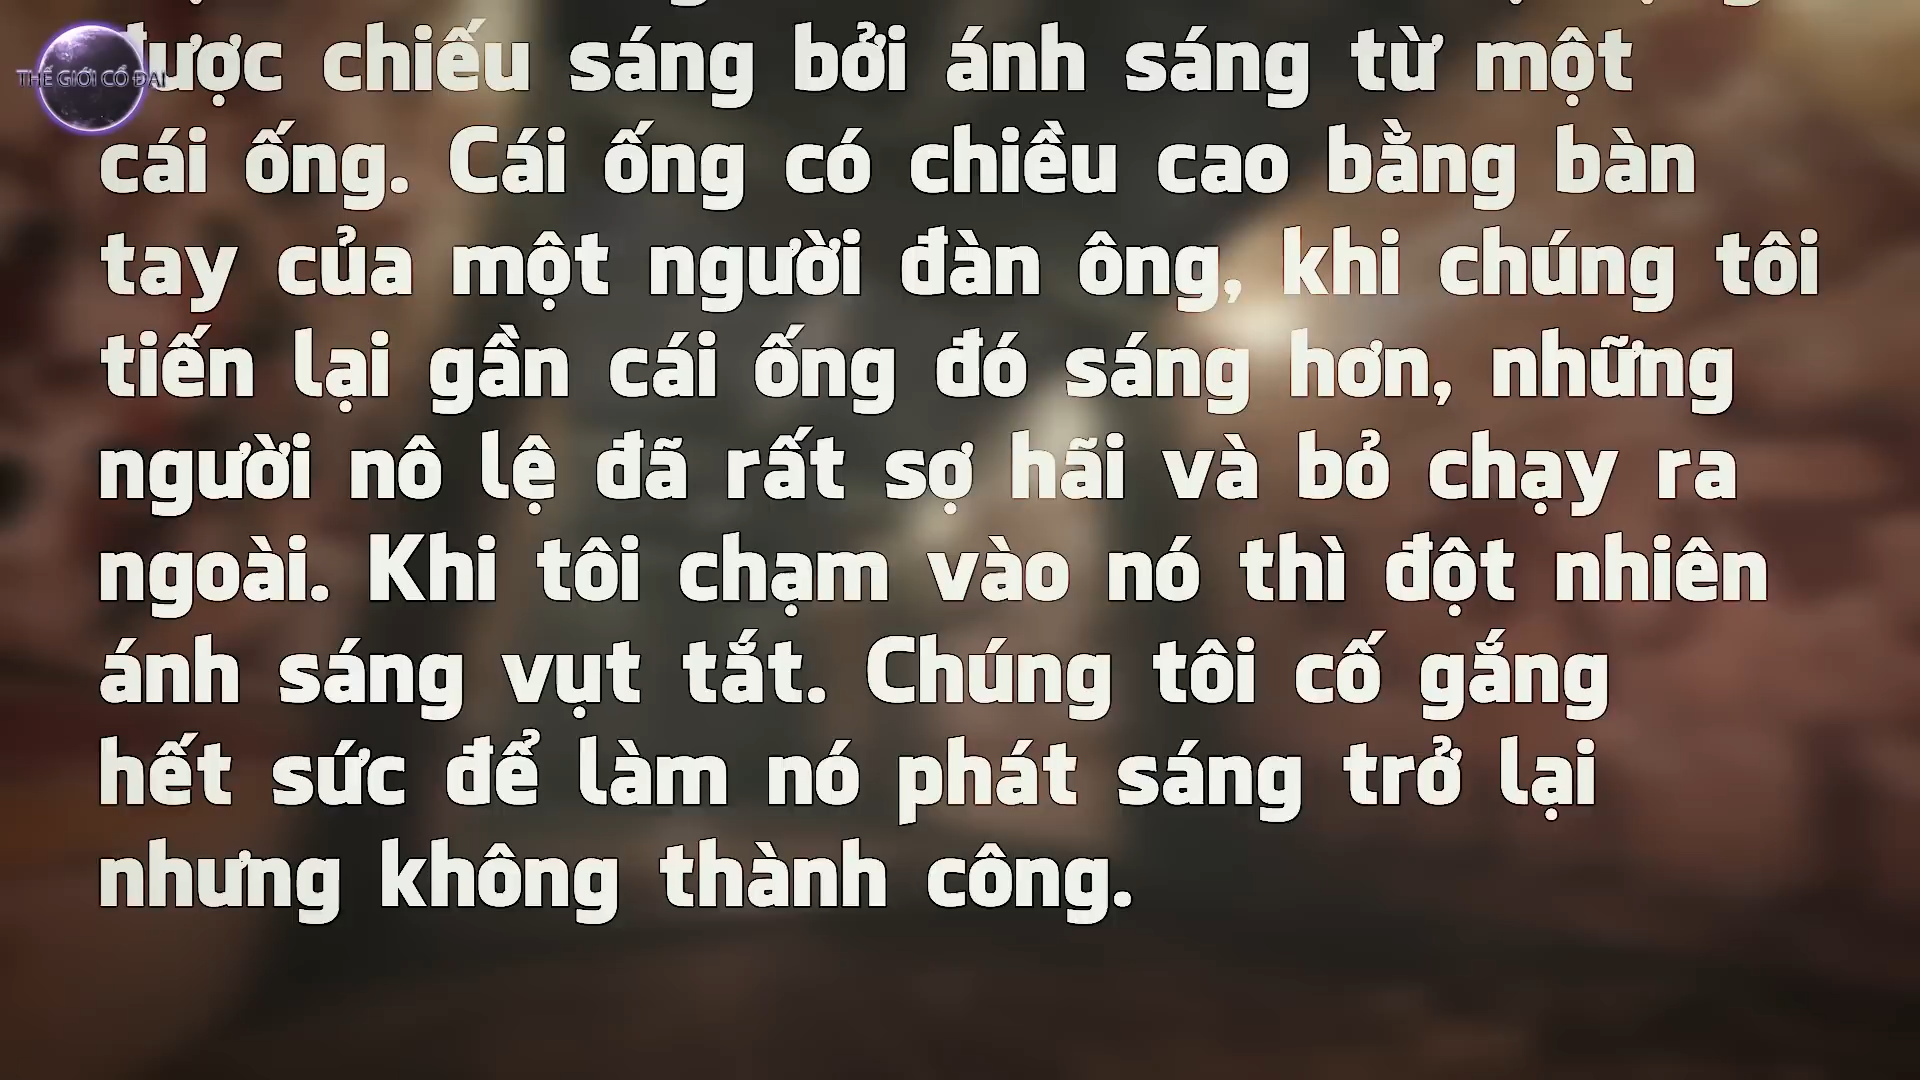 THẾ GIỚI CỔ ĐẠI
được chiếu sáng bởi ánh sáng từ một
cái ống. Cái ống có chiều cao bằng bàn
tay của một người đàn ông, khi chúng tôi
tiến lại gần cái ống đó sáng hơn, những
người nô lệ đã rất sợ hãi và bỏ chạy ra
ngoài. Khi tôi chạm vào nó thì đột nhiên
ánh sáng vụt tắt. Chúng tôi cố gắng
hết sức để làm nó phát sáng trở lại
nhưng không thành công.